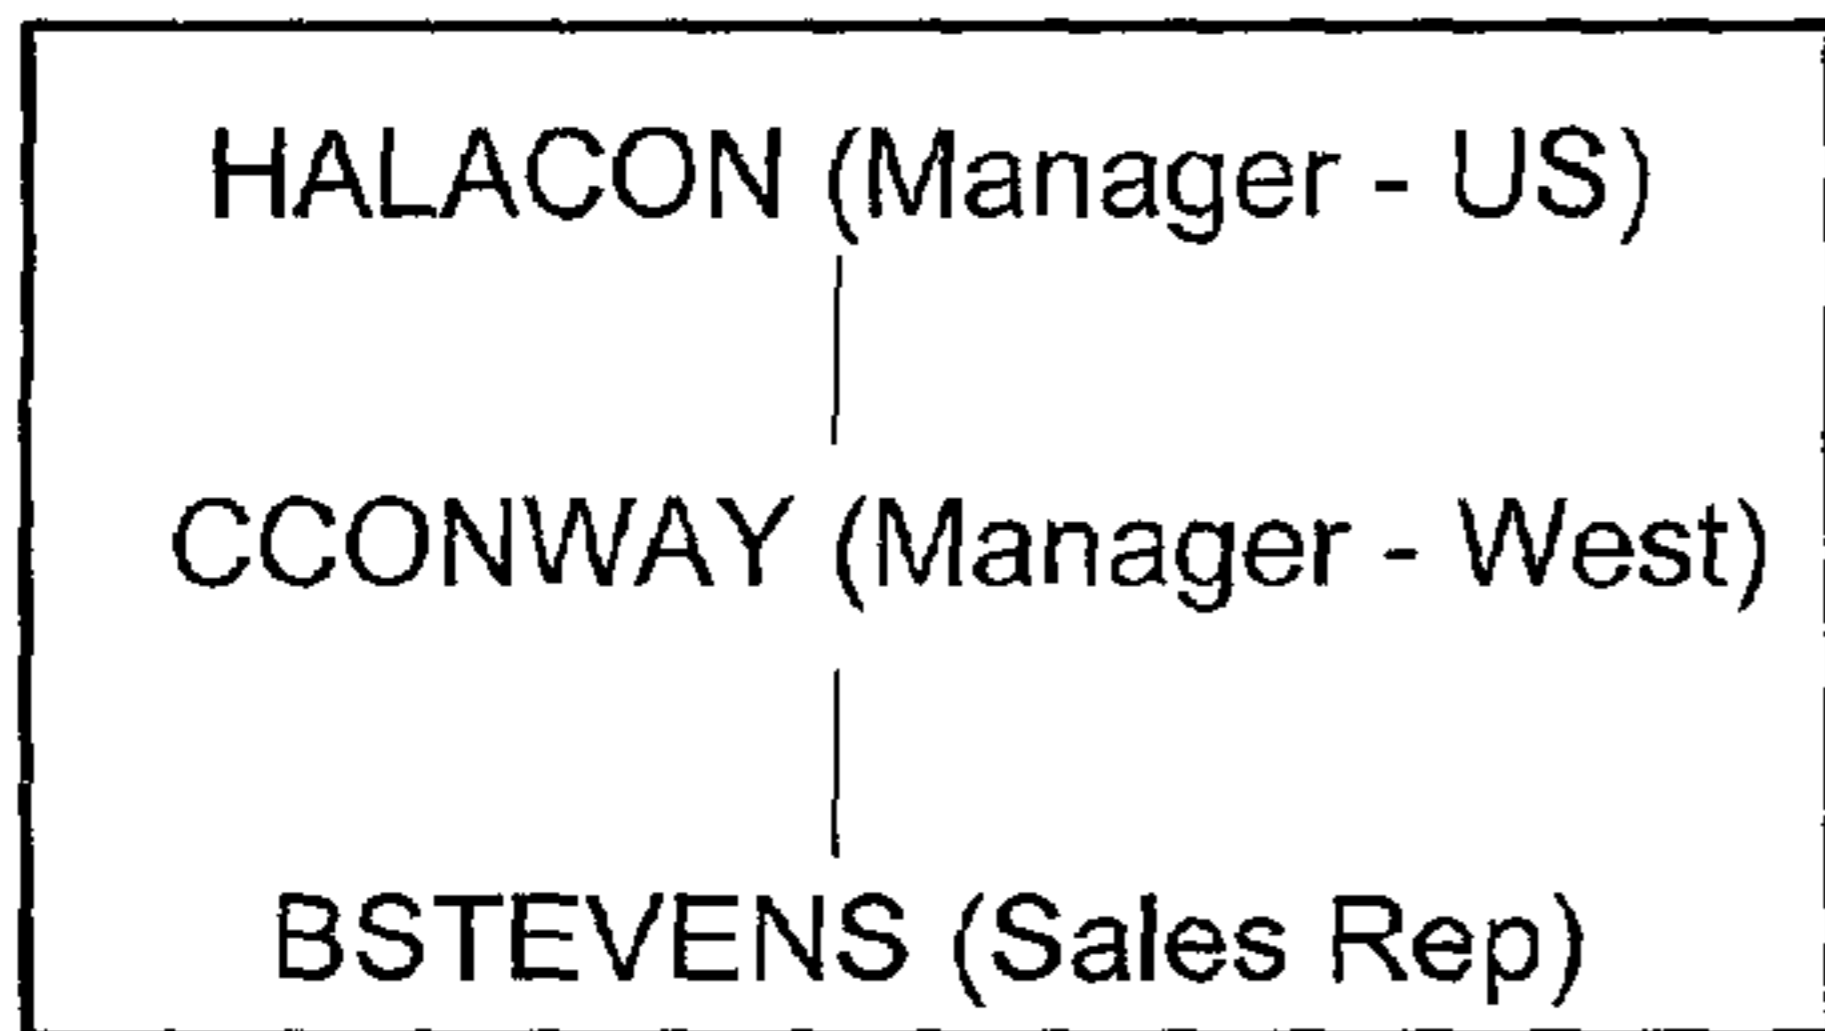 HALACON (Manager - US)
CCONWAY (Manager - West)
BSTEVENS (Sales Rep)